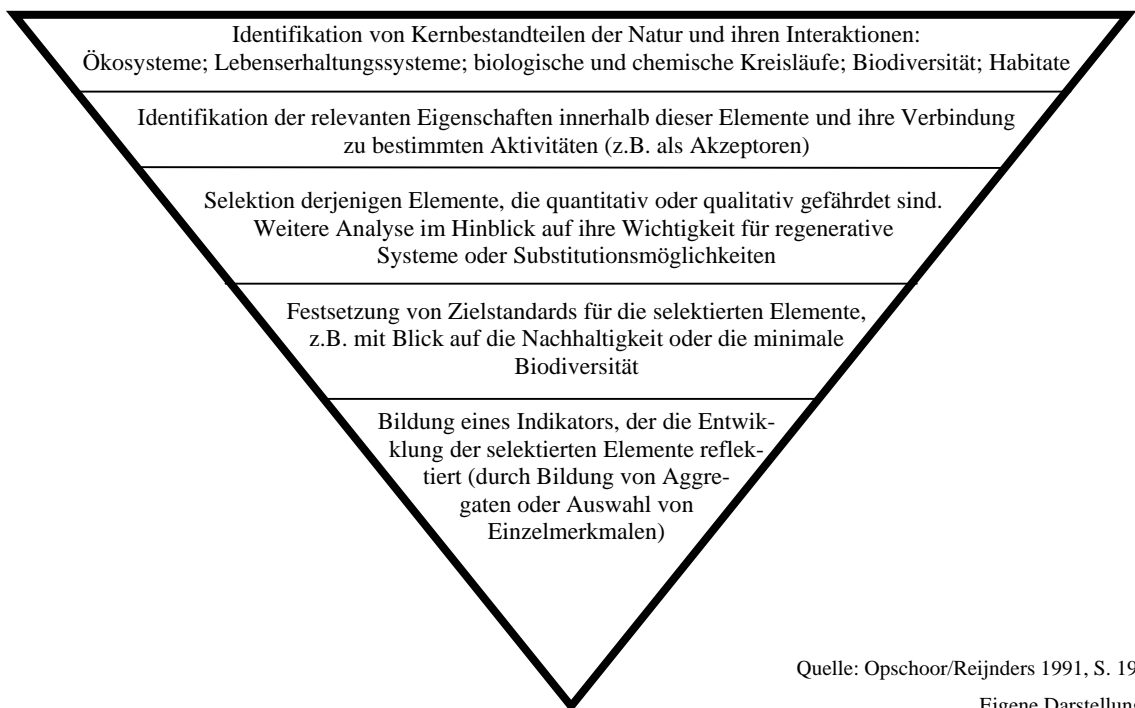 Identifikation von Kernbestandteilen der Natur und ihren Interaktionen:
Ökosysteme; Lebenserhaltungssysteme; biologische und chemische Kreisläufe; Biodiversität; Habitate
Identifikation der relevanten Eigenschaften innerhalb dieser Elemente und ihre Verbindung
zu bestimmten Aktivitäten (z.B. als Akzeptoren)
Selektion derjenigen Elemente, die quantitativ oder qualitativ gefährdet sind.
Weitere Analyse im Hinblick auf ihre Wichtigkeit für regenerative
Systeme oder Substitutionsmöglichkeiten
Festsetzung von Zielstandards für die selektierten Elemente,
z.B. mit Blick auf die Nachhaltigkeit oder die minimale
Biodiversität
Bildung eines Indikators, der die Entwik-
klung der selektierten Elemente reflek-
tiert (durch Bildung von Aggre-
gaten oder Auswahl von
Einzelmerkmalen)
Quelle: Opschoor/Reijnders 1991, S. 19
Eigene Darstellung